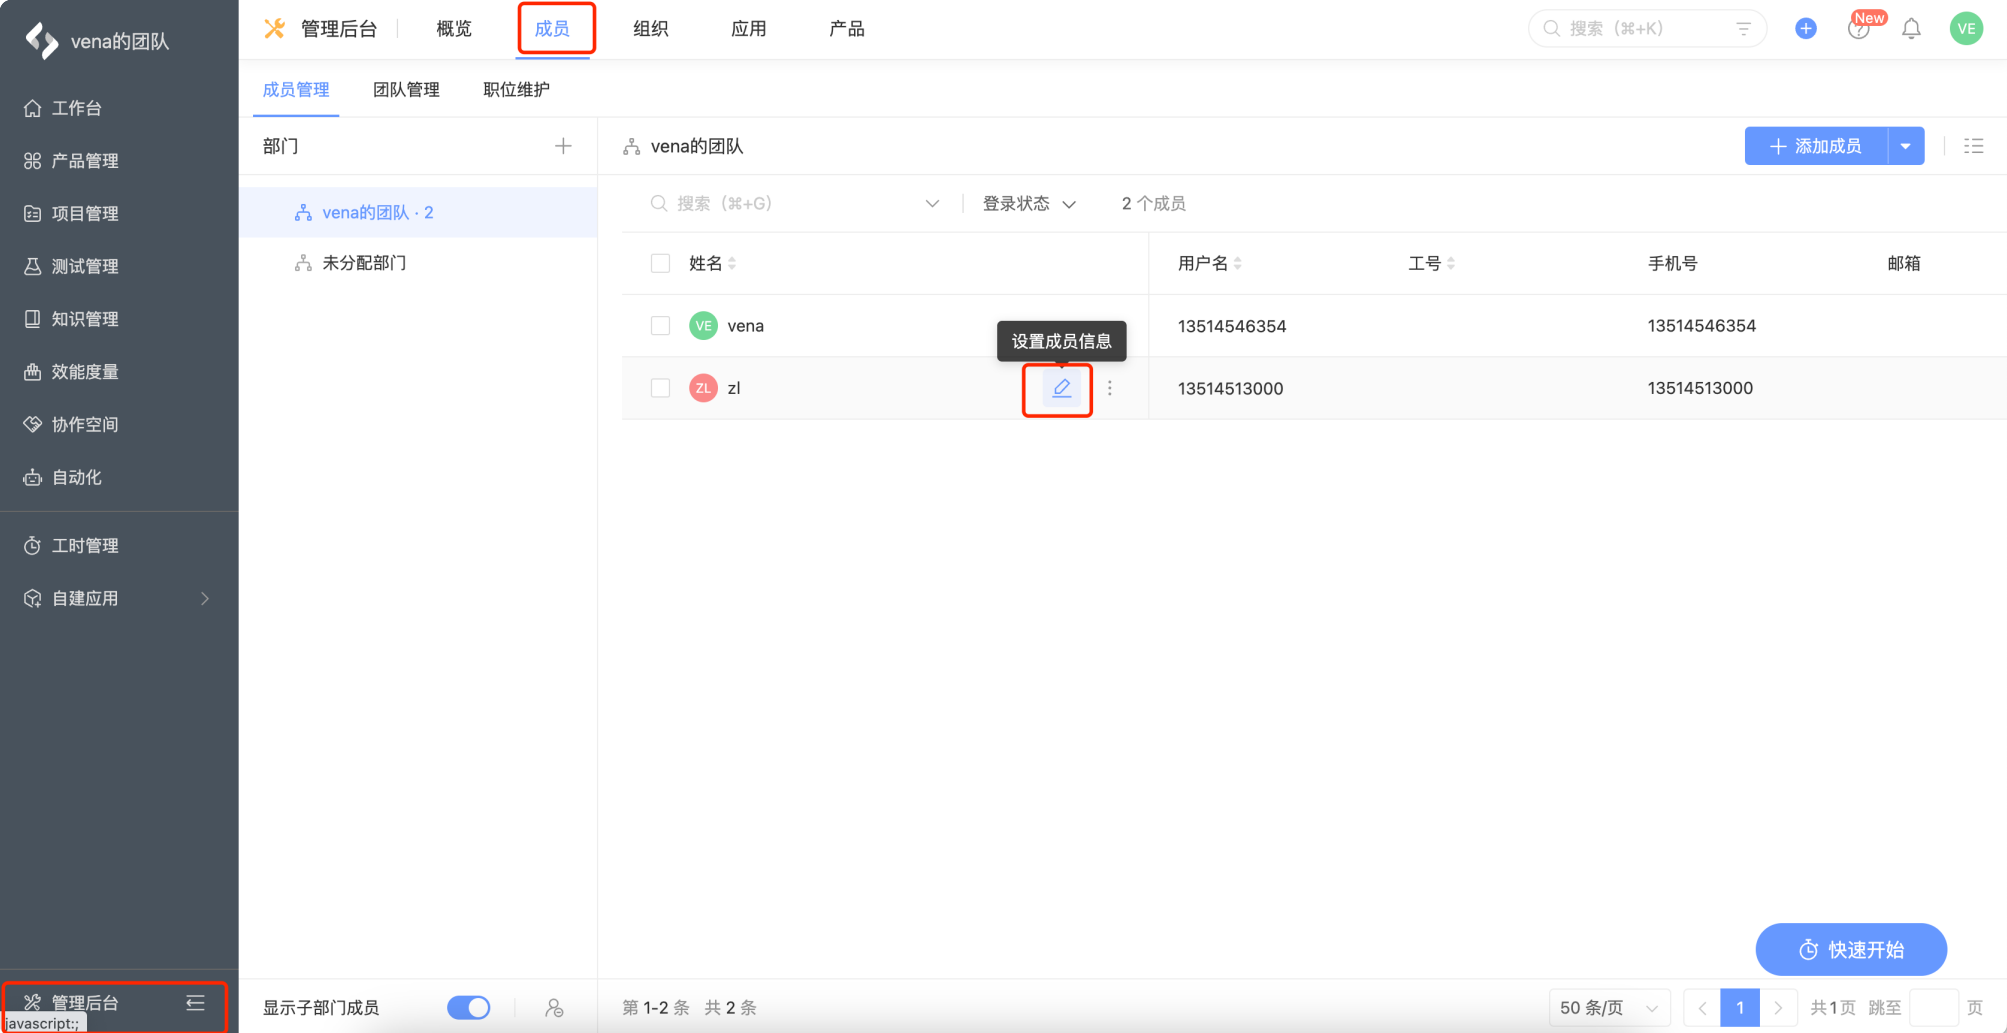 vena的团队
工作台
产品管理
项目管理
测试管理
知识管理
效能度量
协作空间
自动化
工时管理
自建应用
管理后台
javascript:;
管理后台
概览
成员
组织
应用
产品
搜索（⌘+K）
New
VE
成员管理
团队管理
职位维护
部门
vena的团队 · 2
未分配部门
显示子部门成员
vena的团队
添加成员
搜索（⌘+G）
登录状态
2 个成员
姓名
用户名
工号
手机号
邮箱
VE
vena
13514546354
13514546354
设置成员信息
ZL
zl
13514513000
13514513000
快速开始
第 1-2 条 共 2 条
50 条/页
1
共1页
跳至
页